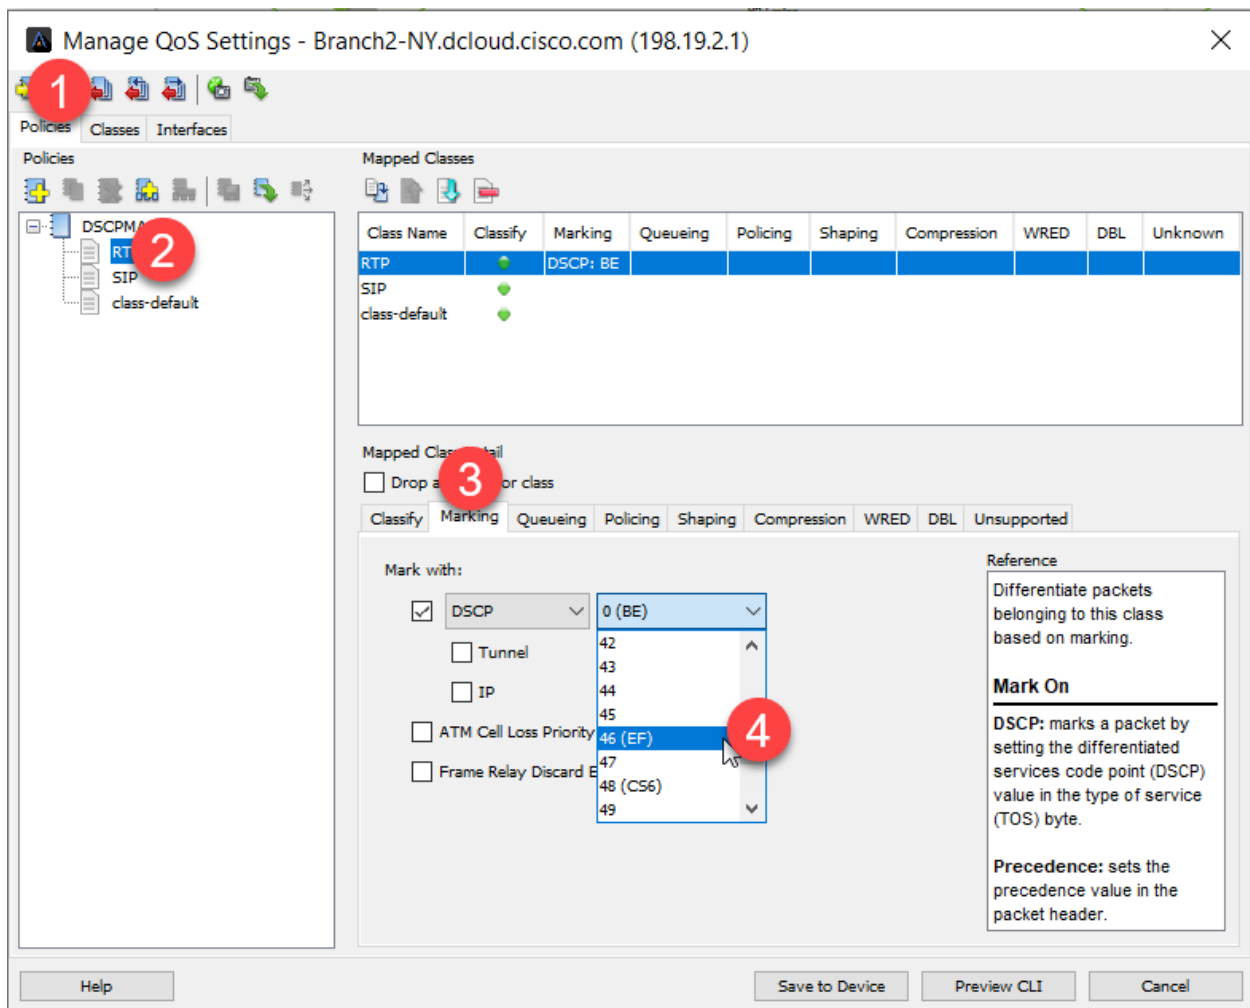 Manage QoS Settings - Branch2-NY.dcloud.cisco.com (198.19.2.1)
1
Policies Classes Interfaces
Policies
Mapped Classes
DSCPMA
2
RT
SIP
class-default
Class Name Classify Marking Queueing Policing Shaping Compression WRED DBL Unknown
RTP DSCP: BE
SIP
class-default
Mapped Clas tail
3
Drop a or class
Classify Marking Queueing Policing Shaping Compression WRED DBL Unsupported
Mark with:
DSCP 0 (BE)
42
Tunnel
43
IP
44
45
ATM Cell Loss Priority
46 (EF)
4
47
Frame Relay Discard E
48 (CS6)
49
Reference
Differentiate packets
belonging to this class
based on marking.
Mark On
DSCP: marks a packet by
setting the differentiated
services code point (DSCP)
value in the type of service
(TOS) byte.
Precedence: sets the
precedence value in the
packet header.
Help Save to Device Preview CLI Cancel